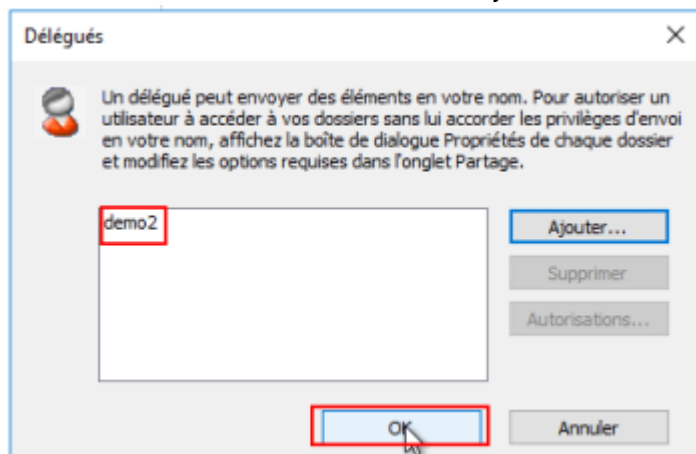 Délégués
Un délégué peut envoyer des éléments en votre nom. Pour autoriser un
utilisateur à accéder à vos dossiers sans lui accorder les privilèges d'envoi
en votre nom, affichez la boîte de dialogue Propriétés de chaque dossier
et modifiez les options requises dans l'onglet Partage.
demo2
Ajouter...
Supprimer
Autorisations...
OK
Annuler